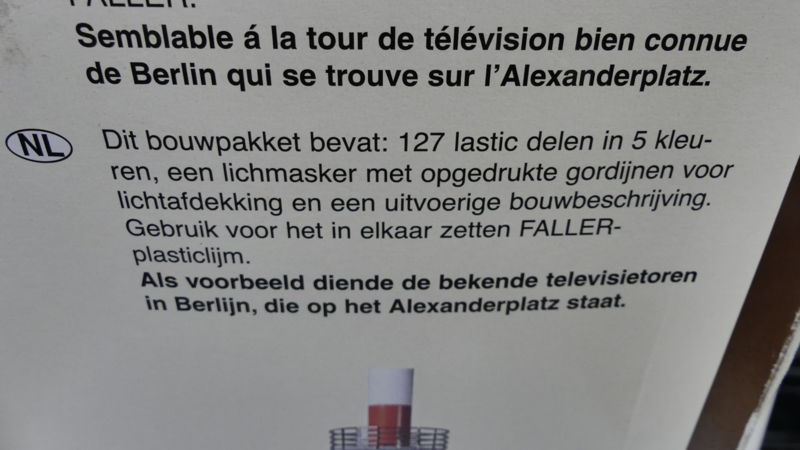 FALLER.
Semblable á la tour de télévision bien connue
de Berlin qui se trouve sur l'Alexanderplatz.
NL
Dit bouwpakket bevat: 127 lastic delen in 5 kleu-
ren, een lichmasker met opgedrukte gordijnen voor
lichtafdekking en een uitvoerige bouwbeschrijving.
Gebruik voor het in elkaar zetten FALLER-
plasticlijm.
Als voorbeeld diende de bekende televisietoren
in Berlijn, die op het Alexanderplatz staat.